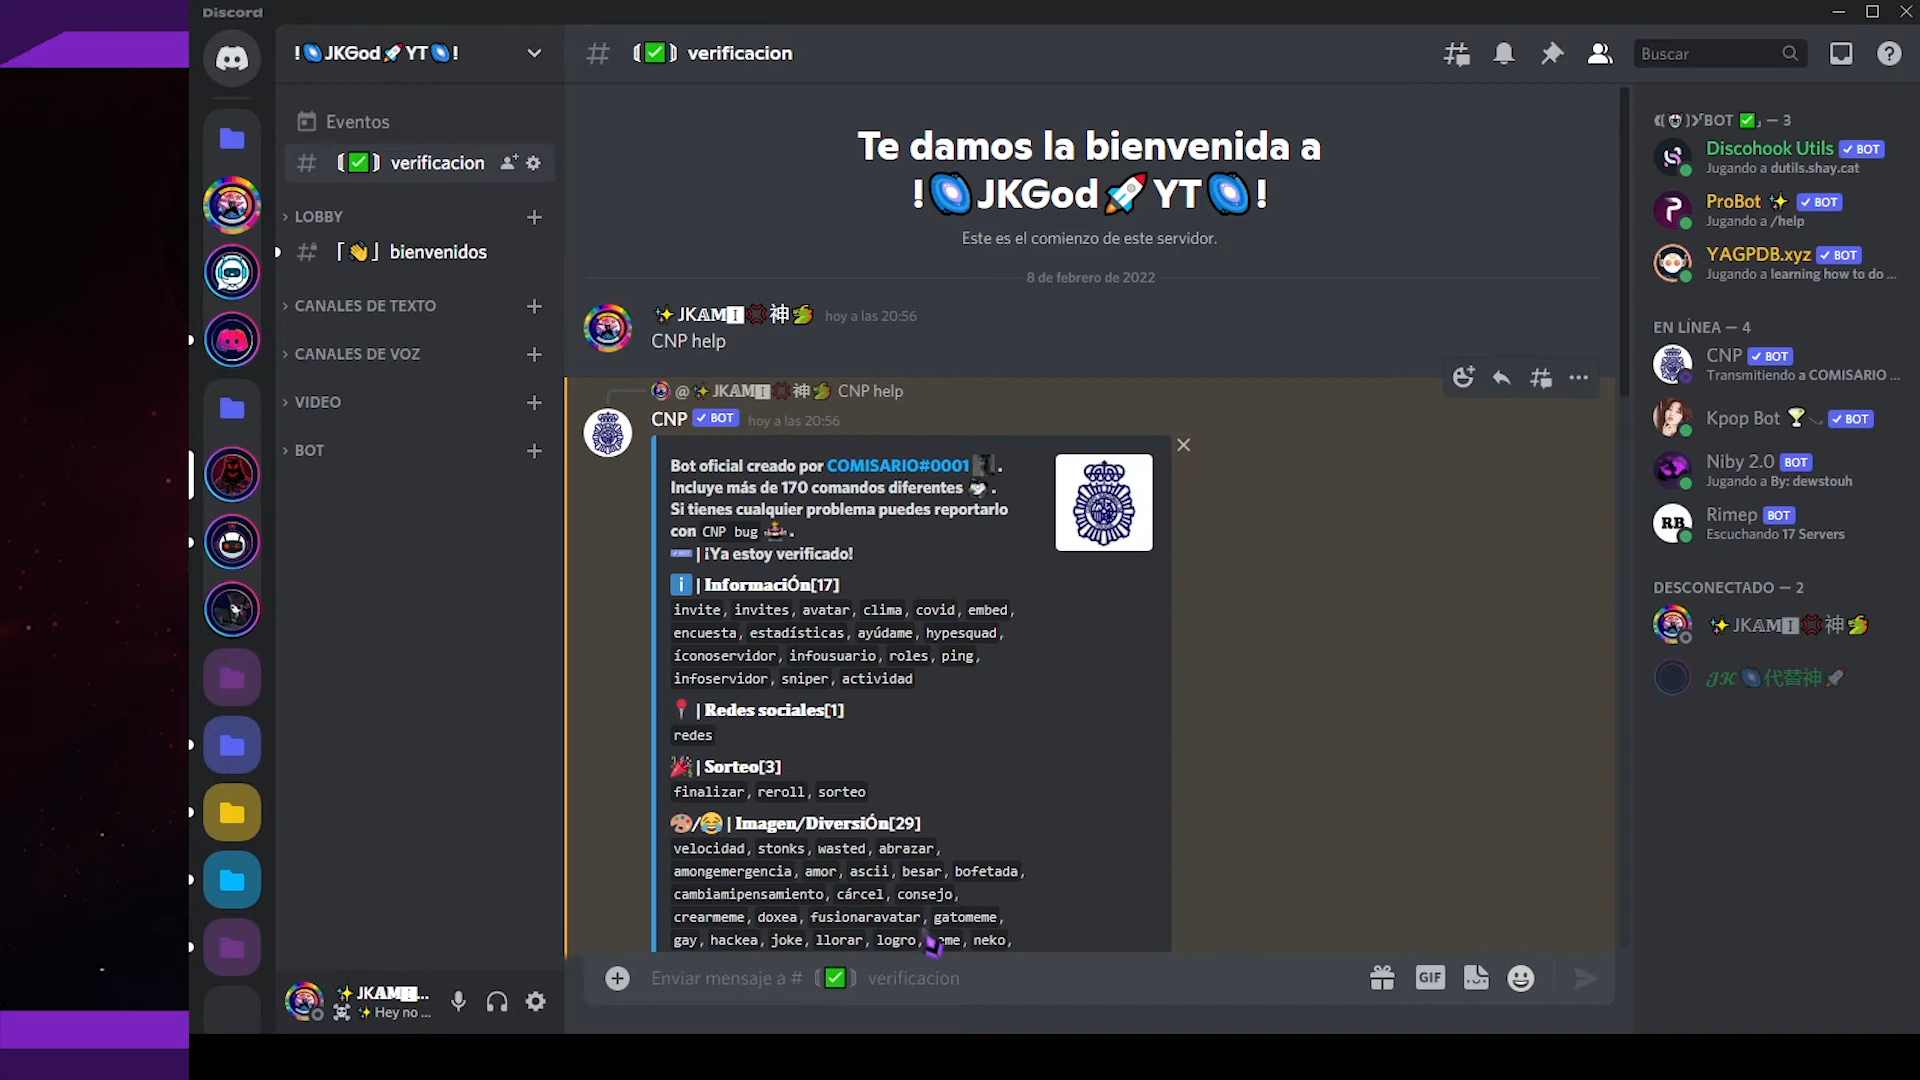 Discord
!🌀JKGod🚀YT🌀!
Eventos
【✅】 verificacion
LOBBY
「👋」 bienvenidos
CANALES DE TEXTO
CANALES DE VOZ
VIDEO
BOT
✨JKAMI...
☠✨Hey no ...
【✅】 verificacion
Buscar
Te damos la bienvenida a
!🌀JKGod🚀YT🌀!
Este es el comienzo de este servidor.
8 de febrero de 2022
✨JKAMI💢神🐲 hoy a las 20:56
CNP help
@✨JKAMI💢神🐲 CNP help
CNP ✓ BOT hoy a las 20:56
Bot oficial creado por COMISARIO#0001 .
Incluye más de 170 comandos diferentes .
Si tienes cualquier problema puedes reportarlo
con CNP bug .
| ¡Ya estoy verificado!
ℹ | InformaciÓn[17]
invite, invites, avatar, clima, covid, embed,
encuesta, estadísticas, ayúdame, hypesquad,
íconoservidor, infousuario, roles, ping,
infoservidor, sniper, actividad
📍 | Redes sociales[1]
redes
🎉 | Sorteo[3]
finalizar, reroll, sorteo
🎨/😂 | Imagen/DiversiÓn[29]
velocidad, stonks, wasted, abrazar,
amongemergencia, amor, ascii, besar, bofetada,
cambiamipensamiento, cárcel, consejo,
crearmeme, doxea, fusionaravatar, gatomeme,
gay, hackea, joke, llorar, logro, neko,
Enviar mensaje a # 【✅】 verificacion
GIF
BOT ✅」 — 3
Discohook Utils ✓ BOT
Jugando a dutils.shay.cat
ProBot ✨ ✓ BOT
Jugando a /help
YAGPDB.xyz ✓ BOT
Jugando a learning how to do ...
EN LÍNEA — 4
CNP ✓ BOT
Transmitiendo a COMISARIO ...
Kpop Bot 🏆 ✓ BOT
Niby 2.0 BOT
Jugando a By: dewstouh
RB
Rimep BOT
Escuchando 17 Servers
DESCONECTADO — 2
✨JKAMI💢神🐲
JK🌀代替神🚀